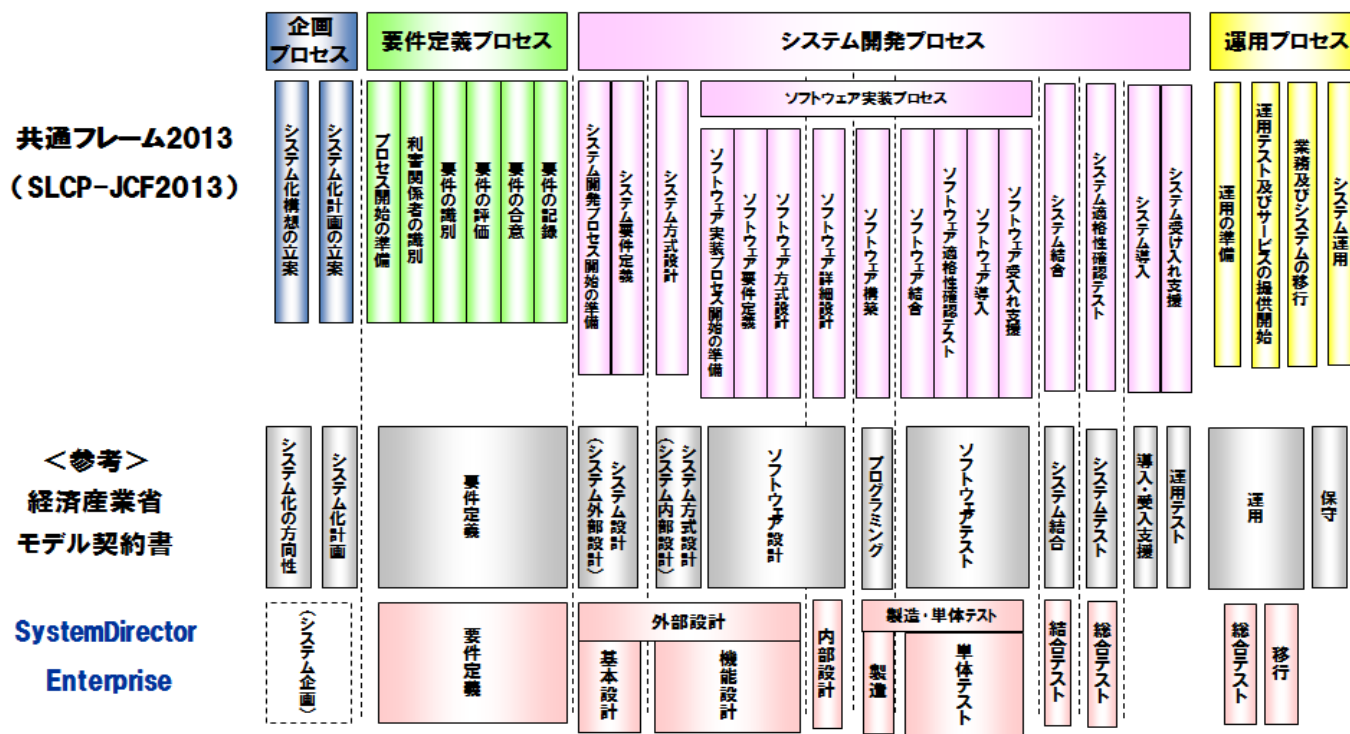 企画
プロセス
要件定義プロセス
システム開発プロセス
運用プロセス
ソフトウェア実装プロセス
共通フレーム2013
（SLCP-JCF2013）
システム化構想の立案
システム化計画の立案
プロセス開始の準備
利害関係者の識別
要件の識別
要件の評価
要件の合意
要件の記録
システム開発プロセス開始の準備
システム要件定義
システム方式設計
ソフトウェア実装プロセス開始の準備
ソフトウェア要件定義
ソフトウェア方式設計
ソフトウェア詳細設計
ソフトウェア構築
ソフトウェア結合
ソフトウェア適格性確認テスト
ソフトウェア導入
ソフトウェア受入れ支援
システム結合
システム適格性確認テスト
システム導入
システム受け入れ支援
運用の準備
運用テスト及びサービスの提供開始
業務及びシステムの移行
システム運用
＜参考＞
経済産業省
モデル契約書
システム化の方向性
システム化計画
要件定義
システム設計
（システム外部設計）
システム方式設計
（システム内部設計）
ソフトウェア設計
プログラミング
ソフトウェアテスト
システム結合
システムテスト
導入・受入支援
運用テスト
運用
保守
SystemDirector
Enterprise
（システム企画）
要件定義
外部設計
基本設計
機能設計
内部設計
製造・単体テスト
製造
単体テスト
結合テスト
総合テスト
総合テスト
移行